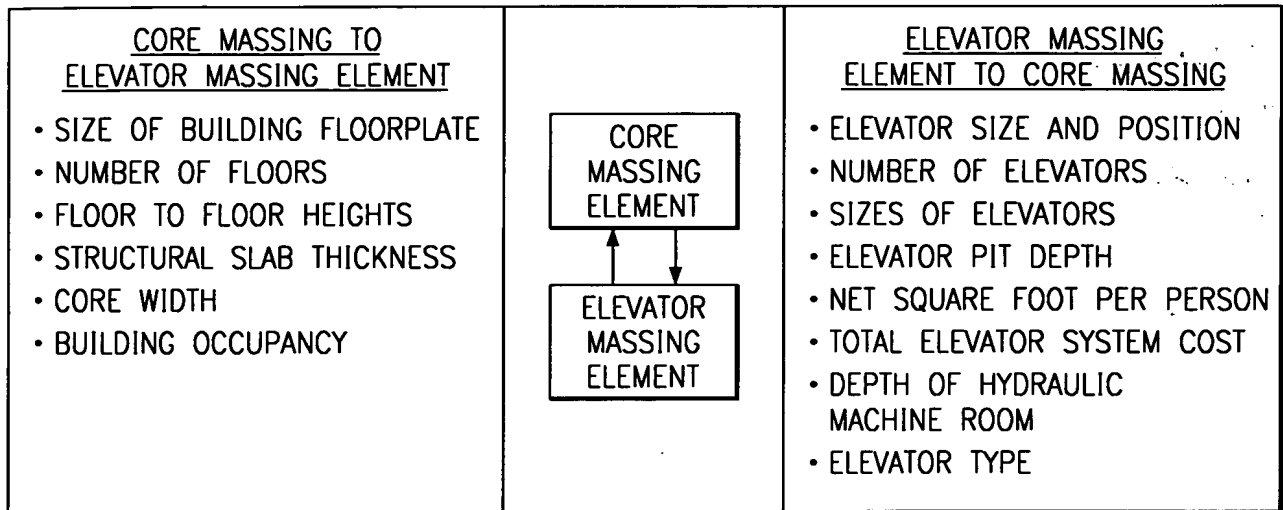 CORE MASSING TO
ELEVATOR MASSING ELEMENT
• SIZE OF BUILDING FLOORPLATE
• NUMBER OF FLOORS
• FLOOR TO FLOOR HEIGHTS
• STRUCTURAL SLAB THICKNESS
• CORE WIDTH
• BUILDING OCCUPANCY
CORE
MASSING
ELEMENT
ELEVATOR
MASSING
ELEMENT
ELEVATOR MASSING
ELEMENT TO CORE MASSING
• ELEVATOR SIZE AND POSITION
• NUMBER OF ELEVATORS
• SIZES OF ELEVATORS
• ELEVATOR PIT DEPTH
• NET SQUARE FOOT PER PERSON
• TOTAL ELEVATOR SYSTEM COST
• DEPTH OF HYDRAULIC
MACHINE ROOM
• ELEVATOR TYPE